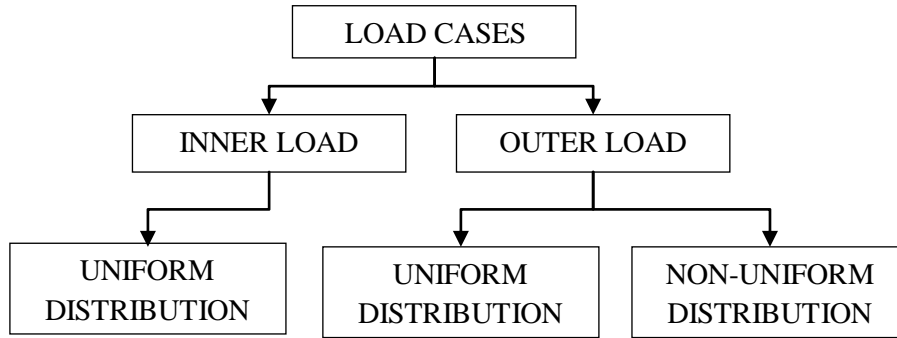 LOAD CASES
INNER LOAD
OUTER LOAD
UNIFORM
DISTRIBUTION
UNIFORM
DISTRIBUTION
NON-UNIFORM
DISTRIBUTION